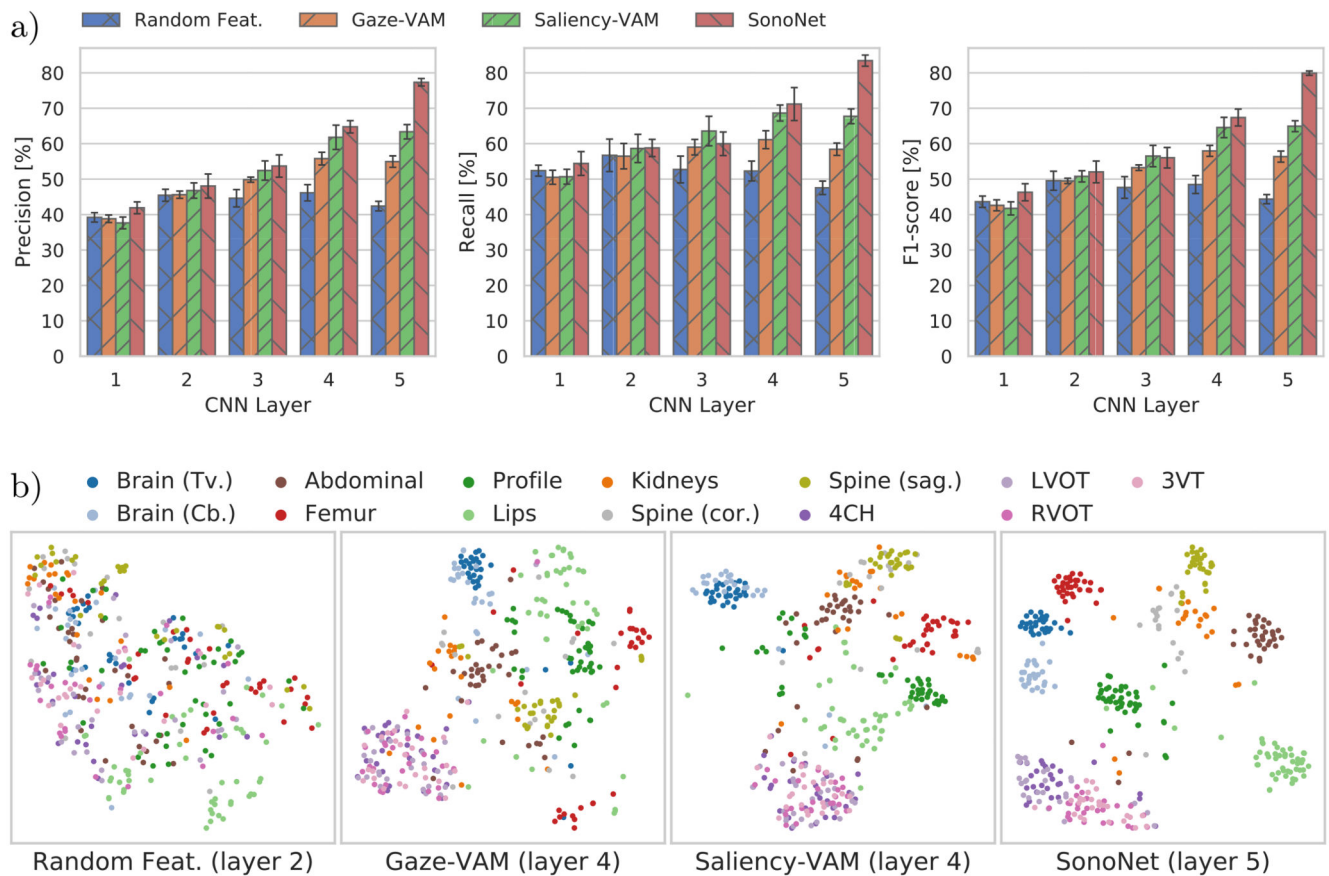 a)
Random Feat. Gaze-VAM Saliency-VAM SonoNet
Precision [%]
80
70
60
50
40
30
20
10
0
1 2 3 4 5
CNN Layer
Recall [%]
80
70
60
50
40
30
20
10
0
1 2 3 4 5
CNN Layer
F1-score [%]
80
70
60
50
40
30
20
10
0
1 2 3 4 5
CNN Layer
b)
Brain (Tv.) Abdominal Profile Kidneys Spine (sag.) LVOT 3VT
Brain (Cb.) Femur Lips Spine (cor.) 4CH RVOT
Random Feat. (layer 2) Gaze-VAM (layer 4) Saliency-VAM (layer 4) SonoNet (layer 5)